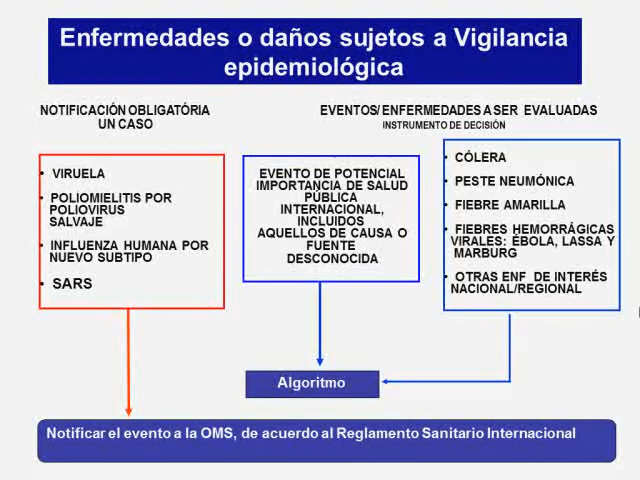 Enfermedades o daños sujetos a Vigilancia
epidemiológica
NOTIFICACIÓN OBLIGATÓRIA
UN CASO
EVENTOS/ ENFERMEDADES A SER EVALUADAS
INSTRUMENTO DE DECISIÓN
• VIRUELA
• POLIOMIELITIS POR
POLIOVIRUS
SALVAJE
• INFLUENZA HUMANA POR
NUEVO SUBTIPO
• SARS
EVENTO DE POTENCIAL
IMPORTANCIA DE SALUD
PÚBLICA
INTERNACIONAL,
INCLUIDOS
AQUELLOS DE CAUSA O
FUENTE
DESCONOCIDA
• CÓLERA
• PESTE NEUMÓNICA
• FIEBRE AMARILLA
• FIEBRES HEMORRÁGICAS
VIRALES: ÉBOLA, LASSA Y
MARBURG
• OTRAS ENF DE INTERÉS
NACIONAL/REGIONAL
Algoritmo
Notificar el evento a la OMS, de acuerdo al Reglamento Sanitario Internacional